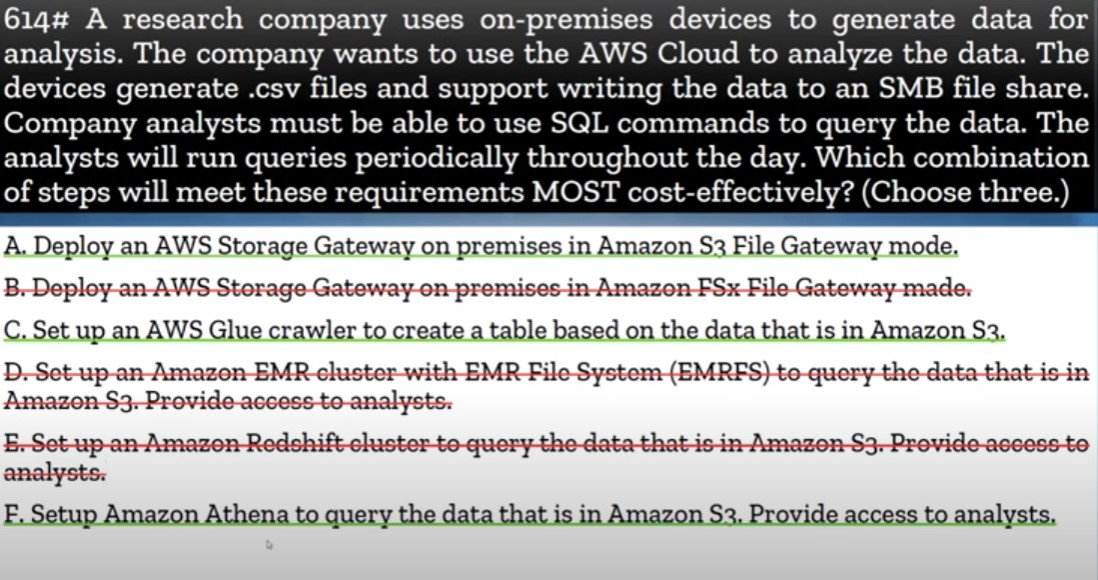 614# A research company uses on-premises devices to generate data for
analysis. The company wants to use the AWS Cloud to analyze the data. The
devices generate .csv files and support writing the data to an SMB file share.
Company analysts must be able to use SQL commands to query the data. The
analysts will run queries periodically throughout the day. Which combination
of steps will meet these requirements MOST cost-effectively? (Choose three.)
A. Deploy an AWS Storage Gateway on premises in Amazon S3 File Gateway mode.
B. Deploy an AWS Storage Gateway on premises in Amazon FSx File Gateway made.
C. Set up an AWS Glue crawler to create a table based on the data that is in Amazon S3.
D. Set up an Amazon EMR cluster with EMR File System (EMRFS) to query the data that is in
Amazon S3. Provide access to analysts.
E. Set up an Amazon Redshift cluster to query the data that is in Amazon S3. Provide access to
analysts.
F. Setup Amazon Athena to query the data that is in Amazon S3. Provide access to analysts.